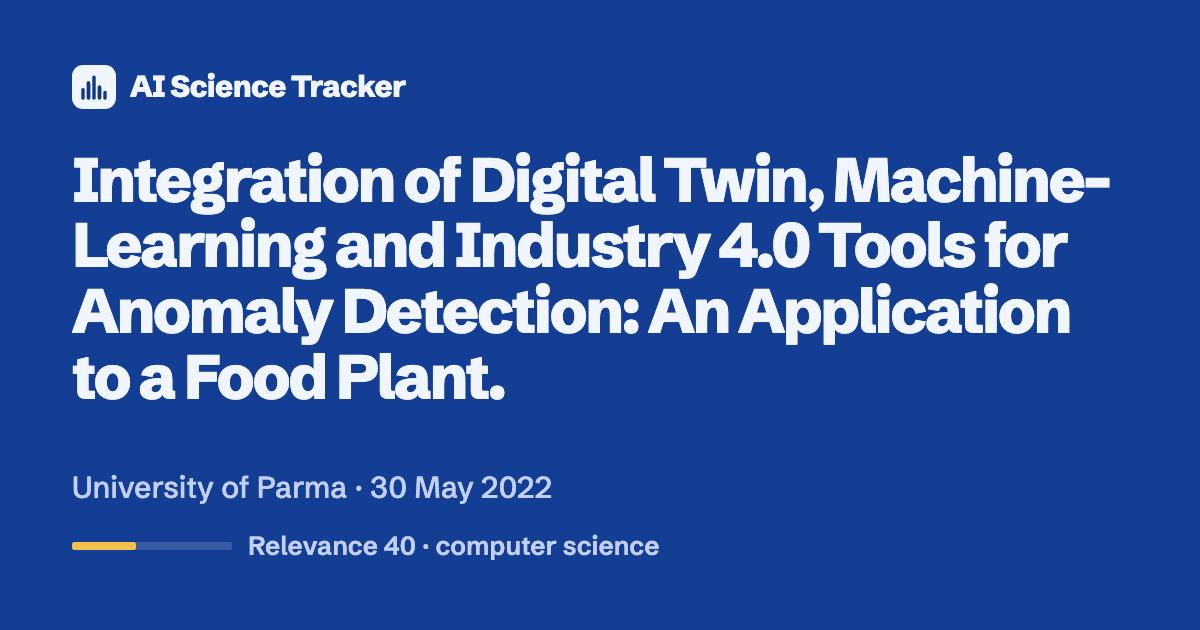 AI Science Tracker
Integration of Digital Twin, Machine-
Learning and Industry 4.0 Tools for
Anomaly Detection: An Application
to a Food Plant.
University of Parma · 30 May 2022
Relevance 40 · computer science